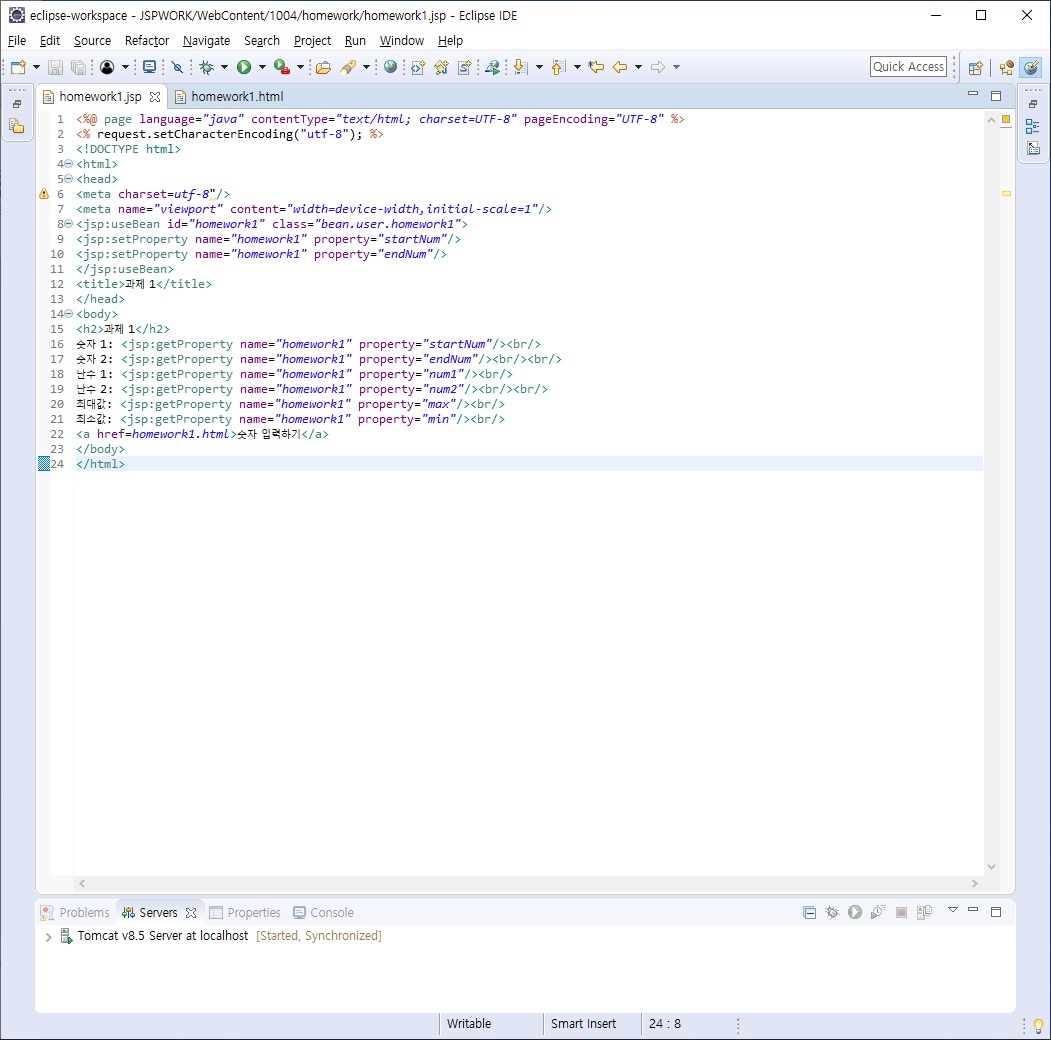 eclipse-workspace - JSPWORK/WebContent/1004/homework/homework1.jsp - Eclipse IDE
File Edit Source Refactor Navigate Search Project Run Window Help
Quick Access
homework1.jsp homework1.html
1 <%@ page language="java" contentType="text/html; charset=UTF-8" pageEncoding="UTF-8" %>
2 <% request.setCharacterEncoding("utf-8"); %>
3 <!DOCTYPE html>
4 <html>
5 <head>
6 <meta charset=utf-8"/>
7 <meta name="viewport" content="width=device-width,initial-scale=1"/>
8 <jsp:useBean id="homework1" class="bean.user.homework1">
9 <jsp:setProperty name="homework1" property="startNum"/>
10 <jsp:setProperty name="homework1" property="endNum"/>
11 </jsp:useBean>
12 <title>과제 1</title>
13 </head>
14 <body>
15 <h2>과제 1</h2>
16 숫자 1: <jsp:getProperty name="homework1" property="startNum"/><br/>
17 숫자 2: <jsp:getProperty name="homework1" property="endNum"/><br/><br/>
18 난수 1: <jsp:getProperty name="homework1" property="num1"/><br/>
19 난수 2: <jsp:getProperty name="homework1" property="num2"/><br/><br/>
20 최대값: <jsp:getProperty name="homework1" property="max"/><br/>
21 최소값: <jsp:getProperty name="homework1" property="min"/><br/>
22 <a href=homework1.html>숫자 입력하기</a>
23 </body>
24 </html>
Problems Servers Properties Console
Tomcat v8.5 Server at localhost [Started, Synchronized]
Writable Smart Insert 24 : 8